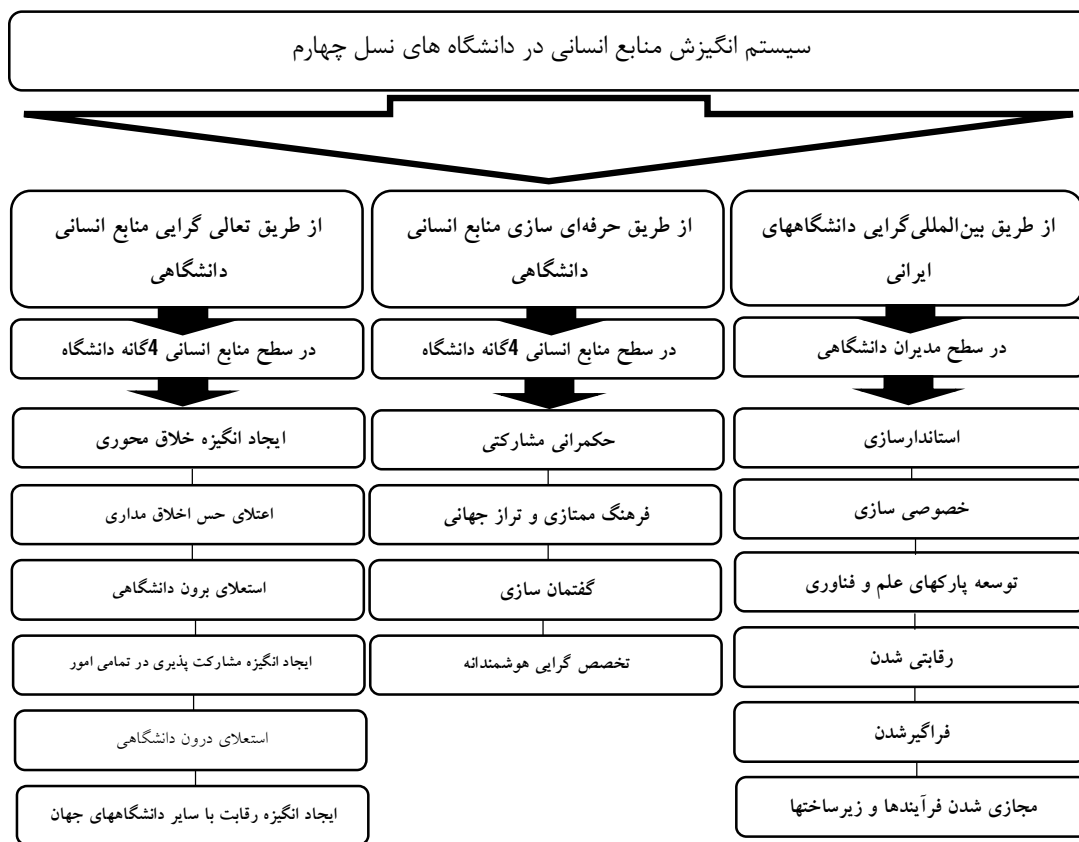 سیستم انگیزش منابع انسانی در دانشگاه های نسل چهارم
از طریق بین‌المللی‌گرایی دانشگاههای
ایرانی
در سطح مدیران دانشگاهی
استاندارسازی
خصوصی سازی
توسعه پارکهای علم و فناوری
رقابتی شدن
فراگیرشدن
مجازی شدن فرآیندها و زیرساختها
از طریق حرفه‌ای سازی منابع انسانی
دانشگاهی
در سطح منابع انسانی 4گانه دانشگاه
حکمرانی مشارکتی
فرهنگ ممتازی و تراز جهانی
گفتمان سازی
تخصص گرایی هوشمندانه
از طریق تعالی گرایی منابع انسانی
دانشگاهی
در سطح منابع انسانی 4گانه دانشگاه
ایجاد انگیزه خلاق محوری
اعتلای حس اخلاق مداری
استعلای برون دانشگاهی
ایجاد انگیزه مشارکت پذیری در تمامی امور
استعلای درون دانشگاهی
ایجاد انگیزه رقابت با سایر دانشگاههای جهان